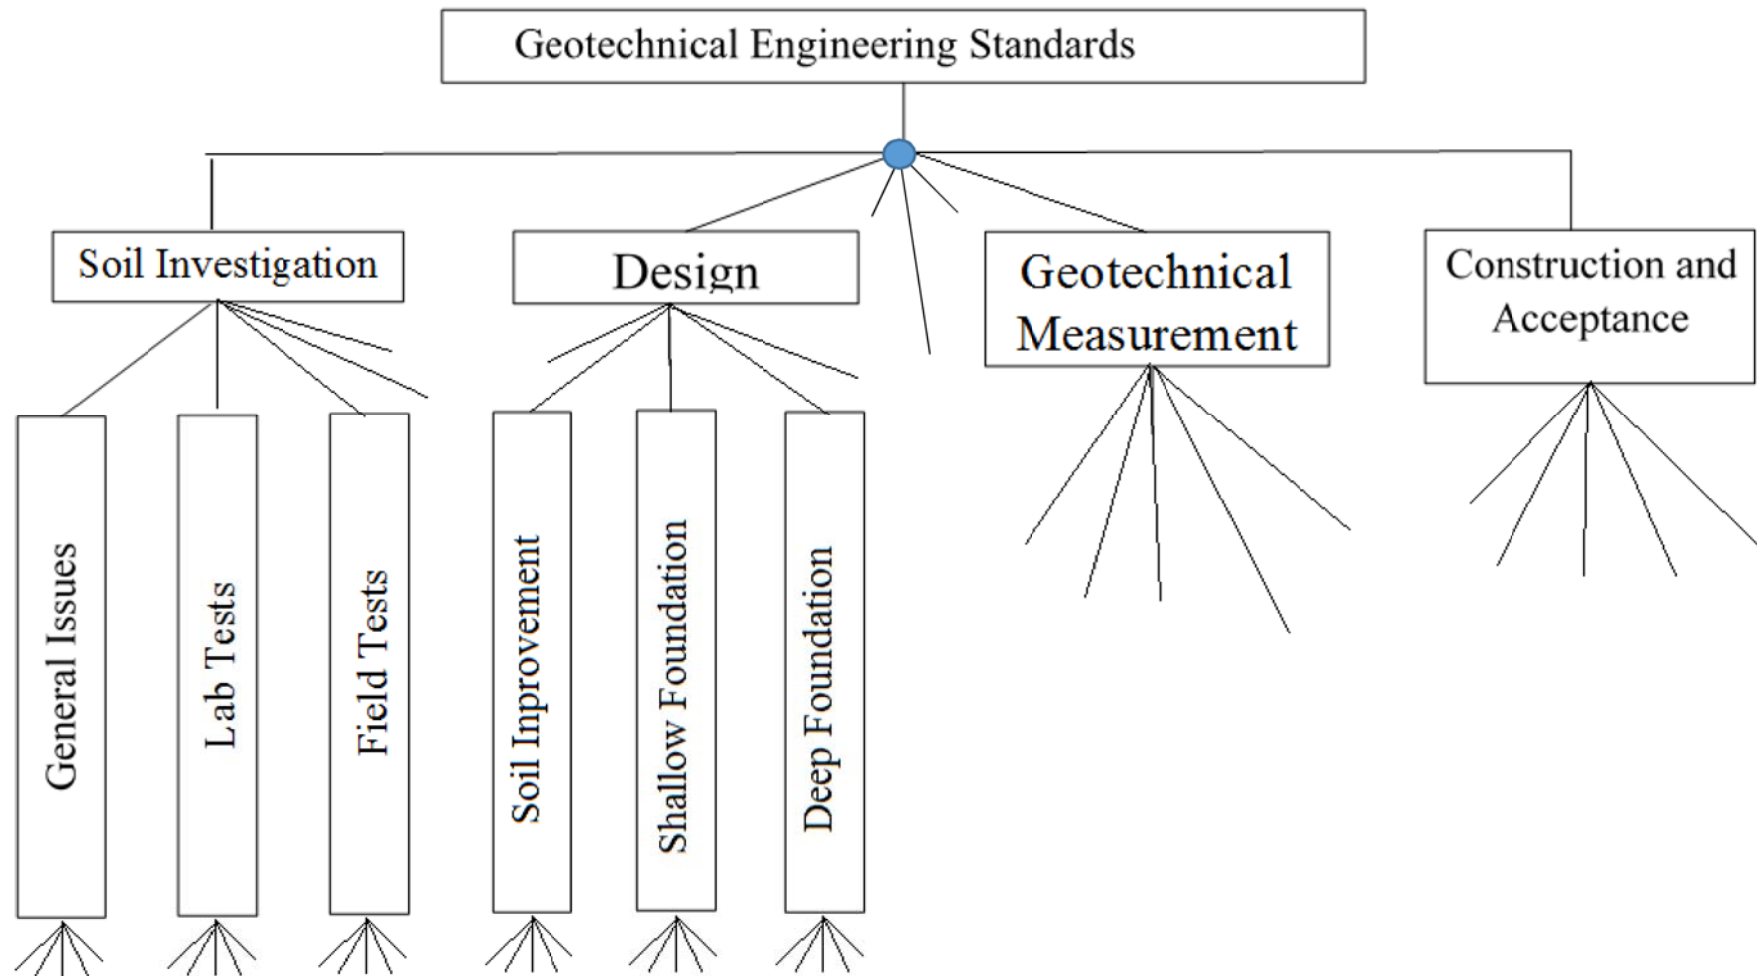 Geotechnical Engineering Standards
Soil Investigation
Design
Geotechnical
Measurement
Construction and
Acceptance
General Issues
Lab Tests
Field Tests
Soil Inprovement
Shallow Foundation
Deep Foundation